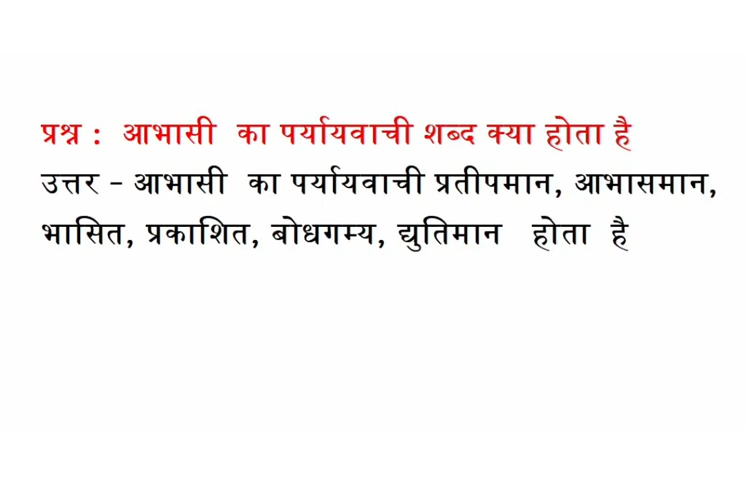 प्रश्न : आभासी का पर्यायवाची शब्द क्या होता है
उत्तर – आभासी का पर्यायवाची प्रतीपमान, आभासमान,
भासित, प्रकाशित, बोधगम्य, द्युतिमान होता है